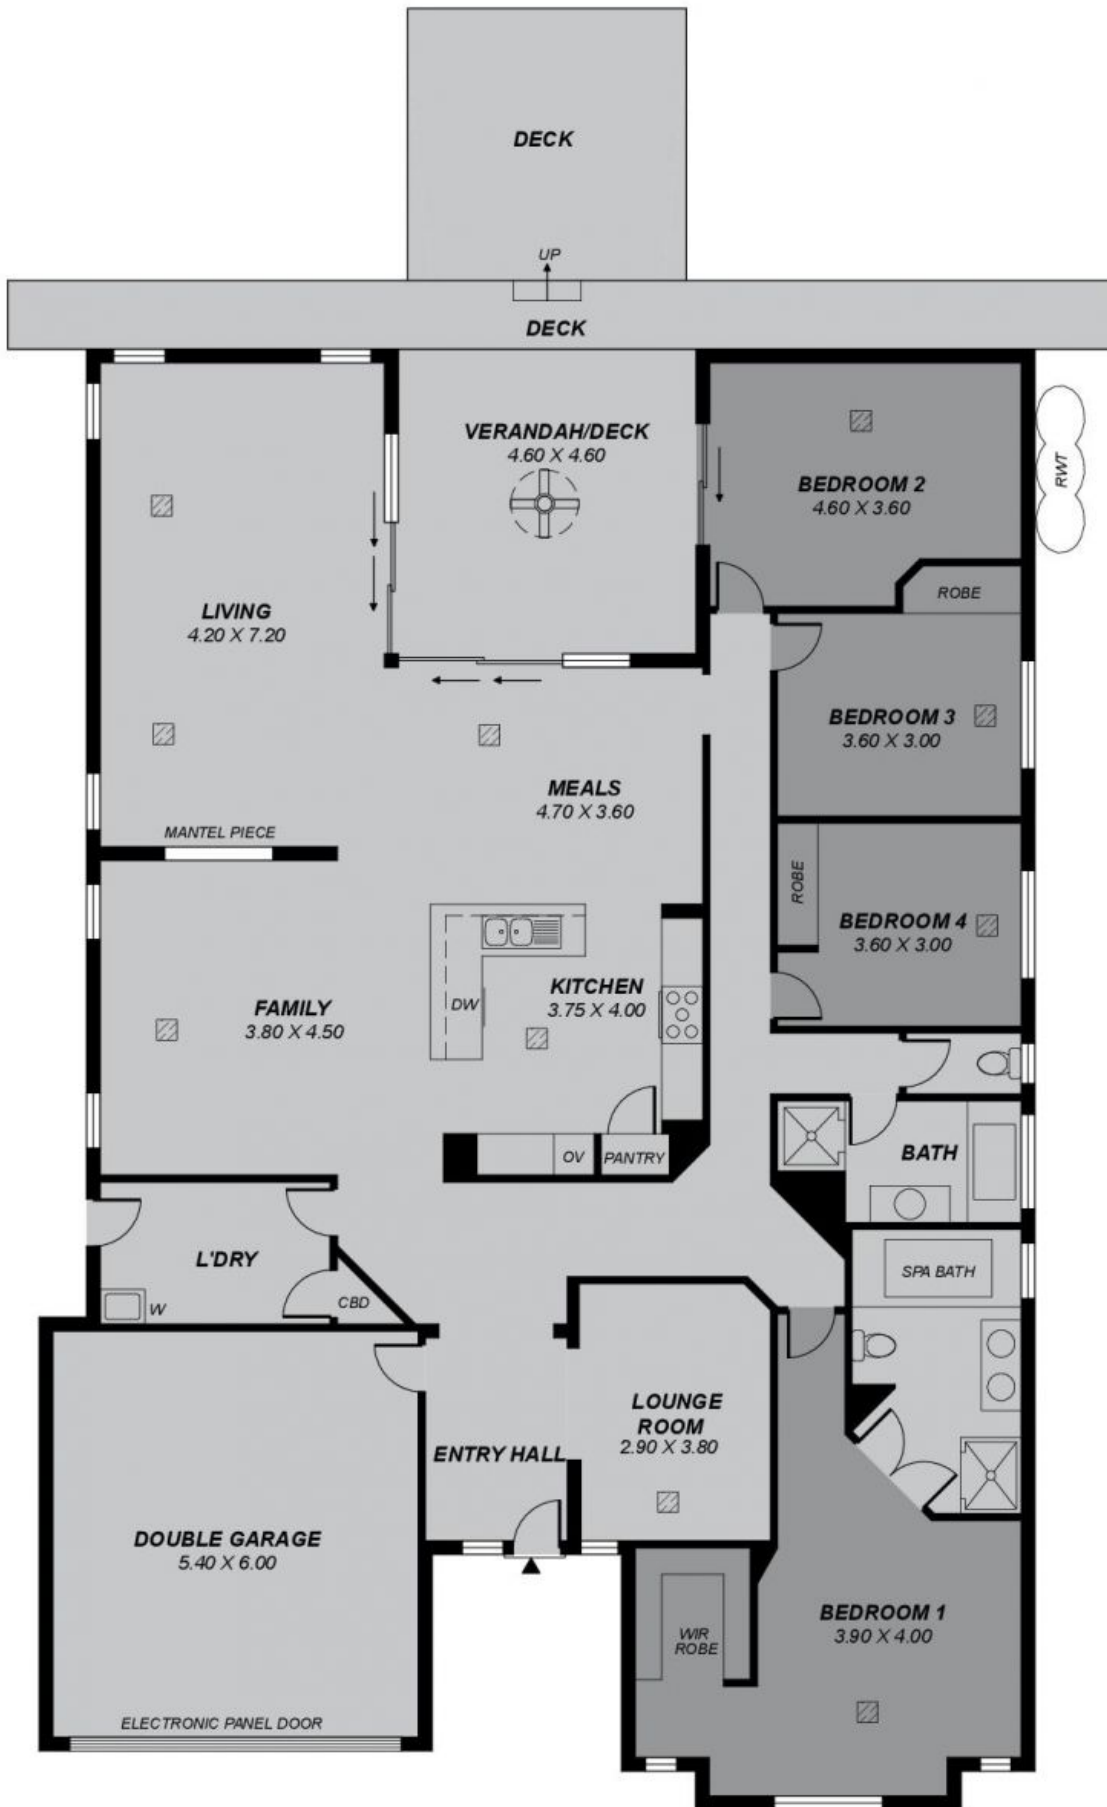 DECK
UP
DECK
VERANDAH/DECK
4.60 X 4.60
BEDROOM 2
4.60 X 3.60
RWT
ROBE
LIVING
4.20 X 7.20
BEDROOM 3
3.60 X 3.00
MEALS
4.70 X 3.60
MANTEL PIECE
ROBE
BEDROOM 4
3.60 X 3.00
KITCHEN
3.75 X 4.00
DW
FAMILY
3.80 X 4.50
OV
PANTRY
BATH
L'DRY
W
CBD
SPA BATH
LOUNGE
ROOM
2.90 X 3.80
ENTRY HALL
DOUBLE GARAGE
5.40 X 6.00
WIR
ROBE
BEDROOM 1
3.90 X 4.00
ELECTRONIC PANEL DOOR